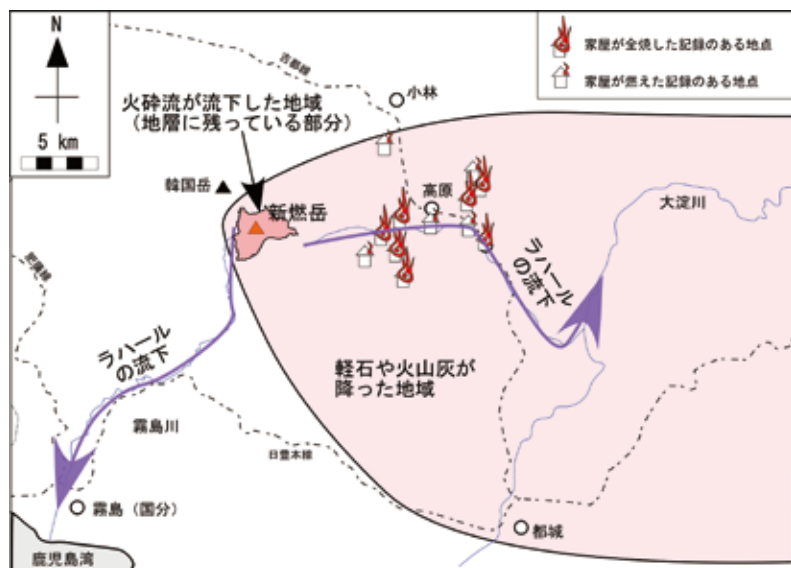 N
5 km
家屋が全焼した記録のある地点
家屋が燃えた記録のある地点
吉都線
小林
火砕流が流下した地域
（地層に残っている部分）
韓国岳
新燃岳
高原
大淀川
肥薩線
ラハール
の流下
ラハール
の流下
軽石や火山灰が
降った地域
霧島川
日豊本線
霧島（国分）
都城
鹿児島湾